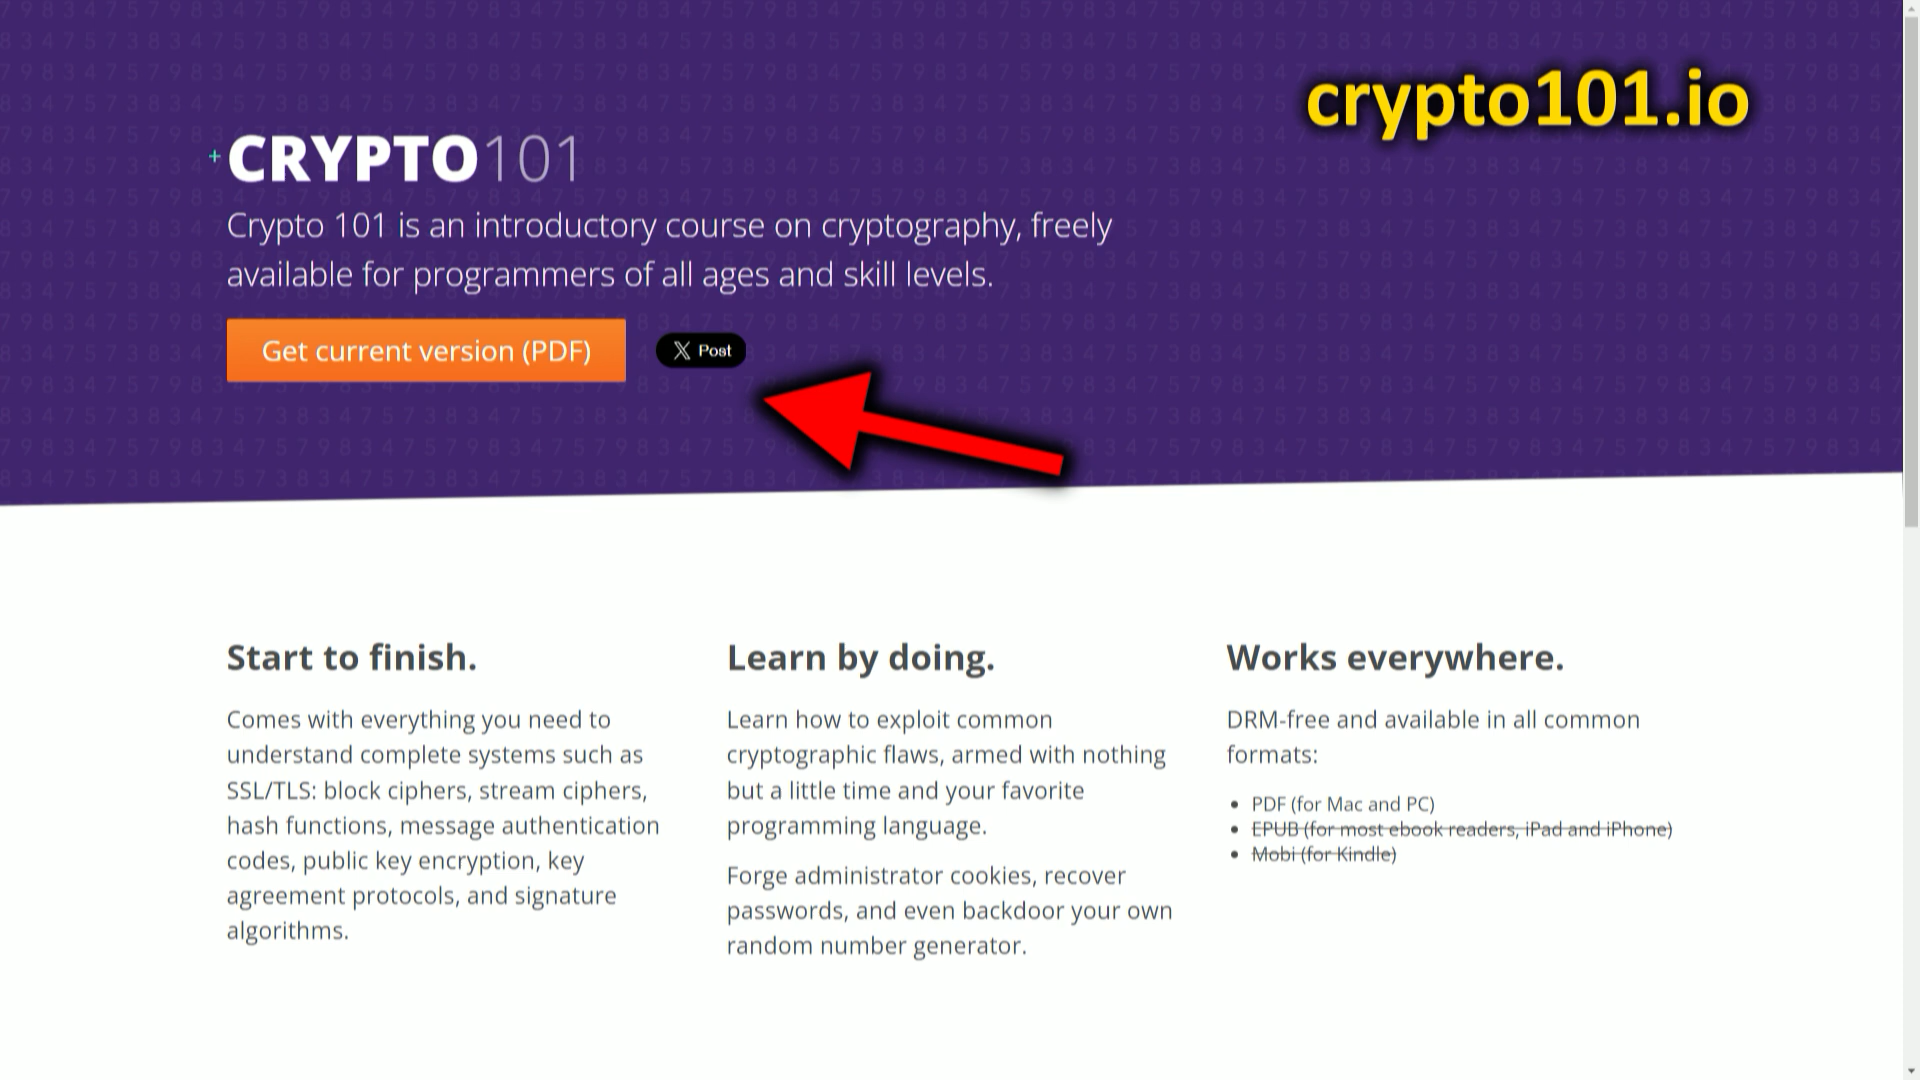 crypto101.io
CRYPTO101
Crypto 101 is an introductory course on cryptography, freely
available for programmers of all ages and skill levels.
Get current version (PDF)
X Post
Start to finish.
Comes with everything you need to
understand complete systems such as
SSL/TLS: block ciphers, stream ciphers,
hash functions, message authentication
codes, public key encryption, key
agreement protocols, and signature
algorithms.
Learn by doing.
Learn how to exploit common
cryptographic flaws, armed with nothing
but a little time and your favorite
programming language.
Forge administrator cookies, recover
passwords, and even backdoor your own
random number generator.
Works everywhere.
DRM-free and available in all common
formats:
• PDF (for Mac and PC)
• EPUB (for most ebook readers, iPad and iPhone)
• Mobi (for Kindle)